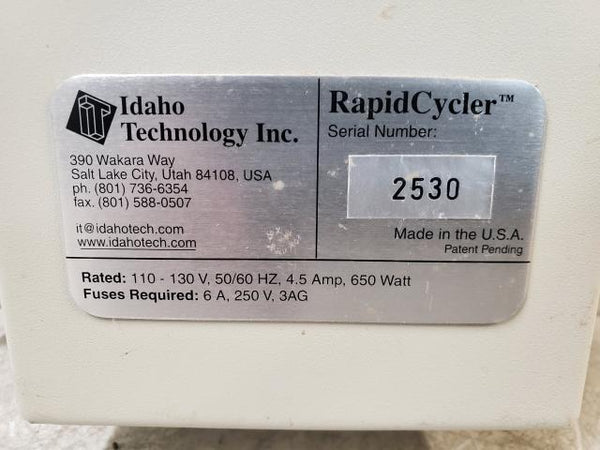 IT
Idaho
Technology Inc.
390 Wakara Way
Salt Lake City, Utah 84108, USA
ph. (801) 736-6354
fax. (801) 588-0507
it@idahotech.com
www.idahotech.com
RapidCycler™
Serial Number:
2530
Made in the U.S.A.
Patent Pending
Rated: 110 - 130 V, 50/60 HZ, 4.5 Amp, 650 Watt
Fuses Required: 6 A, 250 V, 3AG